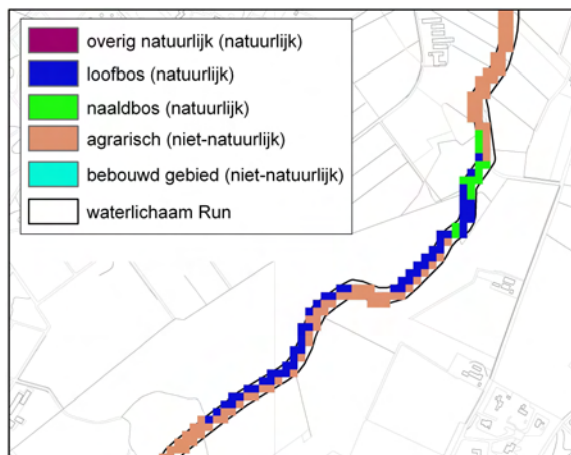 overig natuurlijk (natuurlijk)
loofbos (natuurlijk)
naaldbos (natuurlijk)
agrarisch (niet-natuurlijk)
bebouwd gebied (niet-natuurlijk)
waterlichaam Run